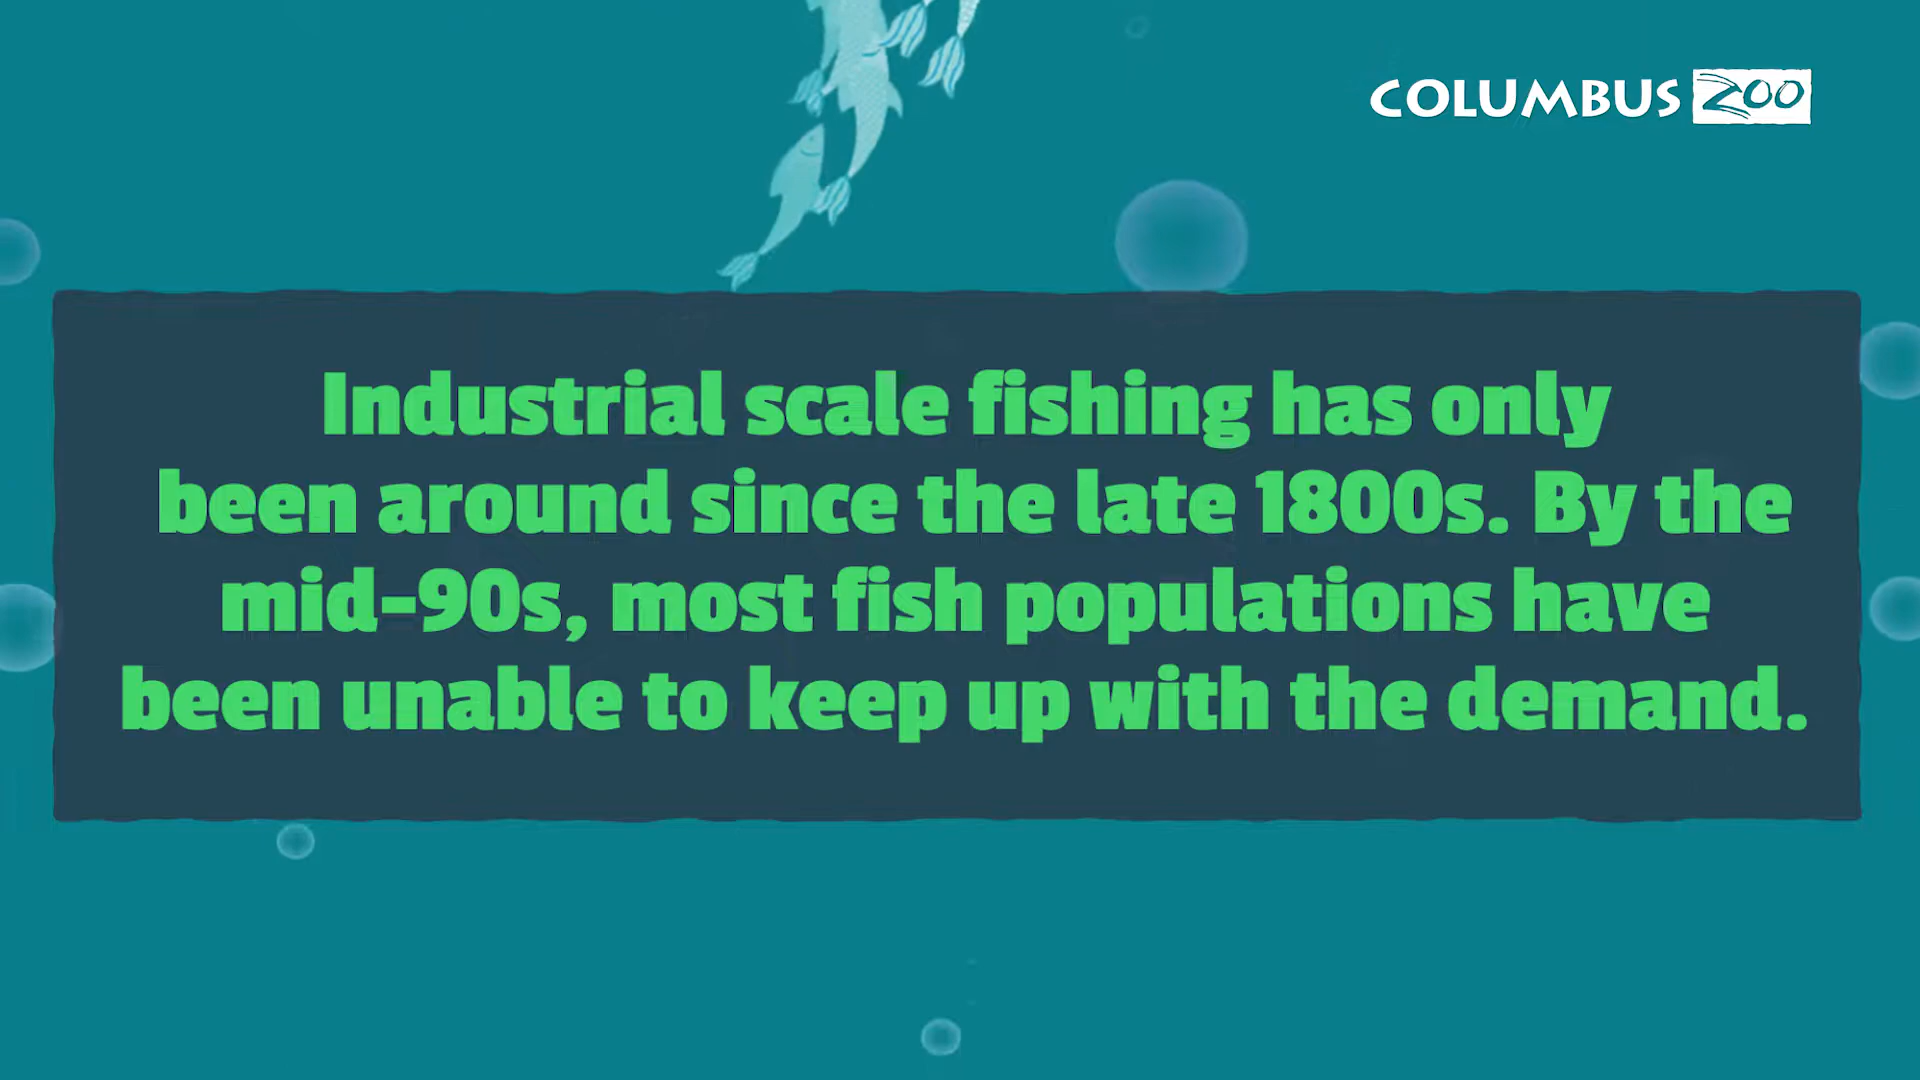 COLUMBUS ZOO
Industrial scale fishing has only
been around since the late 1800s. By the
mid-90s, most fish populations have
been unable to keep up with the demand.